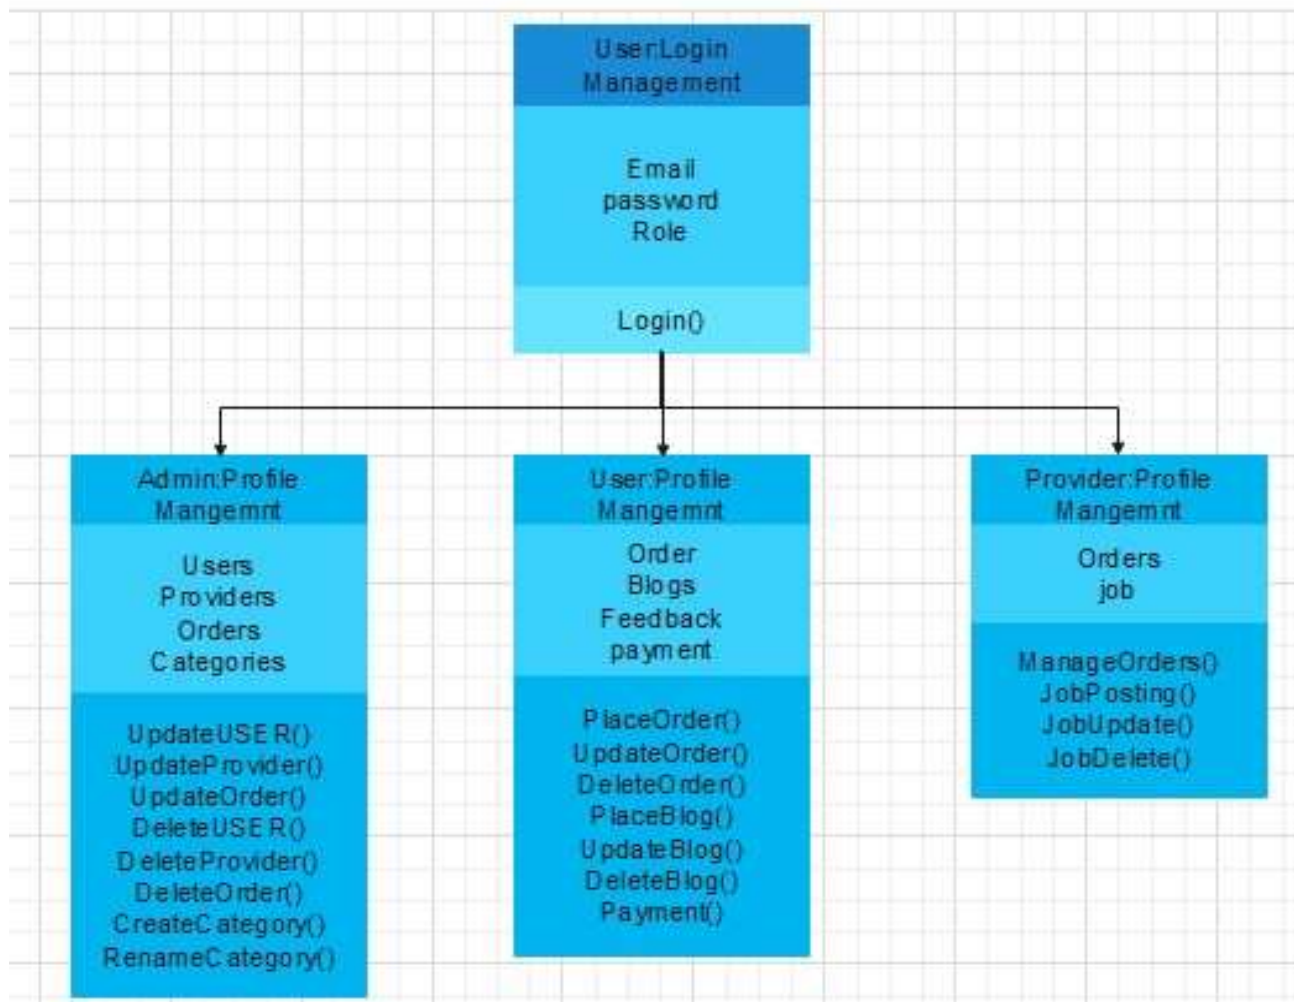 User:Login
Management
Email
password
Role
Login()
Admin:Profile
Mangemnt
Users
Providers
Orders
Categories
UpdateUSER()
UpdateProvider()
UpdateOrder()
DeleteUSER()
DeleteProvider()
DeleteOrder()
CreateCategory()
RenameCategory()
User:Profile
Mangemnt
Order
Blogs
Feedback
payment
PlaceOrder()
UpdateOrder()
DeleteOrder()
PlaceBlog()
UpdateBlog()
DeleteBlog()
Payment()
Provider:Profile
Mangemnt
Orders
job
ManageOrders()
JobPosting()
JobUpdate()
JobDelete()